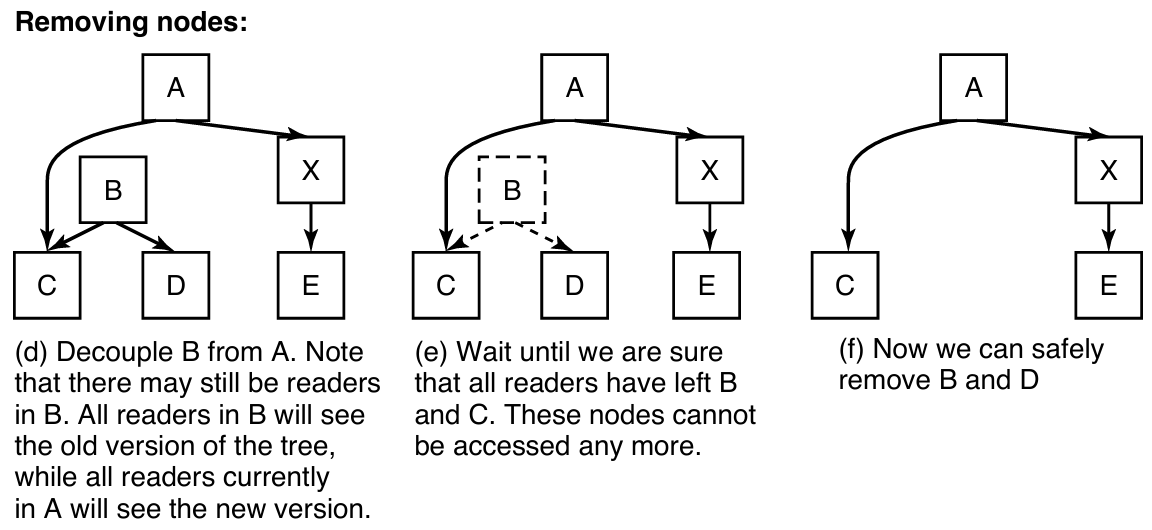 Removing nodes:
A
B
X
C
D
E
(d) Decouple B from A. Note
that there may still be readers
in B. All readers in B will see
the old version of the tree,
while all readers currently
in A will see the new version.
A
B
X
C
D
E
(e) Wait until we are sure
that all readers have left B
and C. These nodes cannot
be accessed any more.
A
X
C
E
(f) Now we can safely
remove B and D